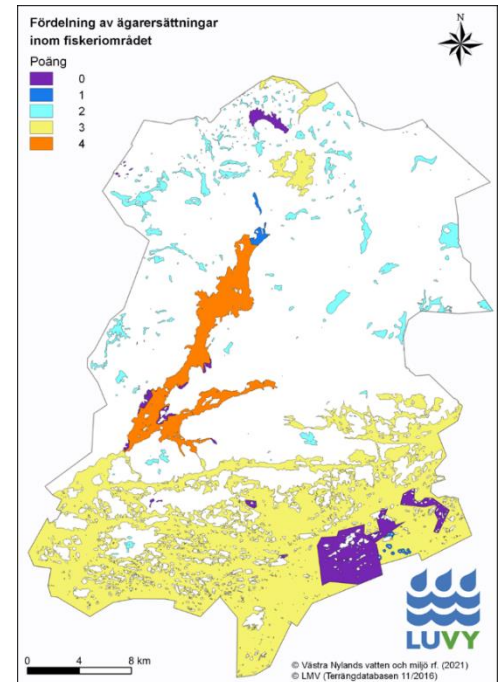 Fördelning av ägarersättningar
inom fiskeriområdet
Poäng
0
1
2
3
4
N
LUVY
0 4 8 km
© Västra Nylands vatten och miljö rf. (2021)
© LMV (Terrängdatabasen 11/2016)